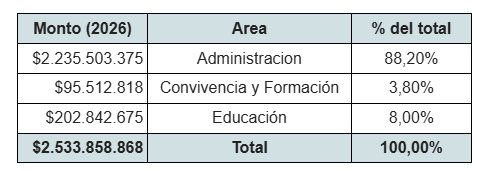 Monto (2026) Area % del total
$2.235.503.375 Administracion 88,20%
$95.512.818 Convivencia y Formación 3,80%
$202.842.675 Educación 8,00%
$2.533.858.868 Total 100,00%